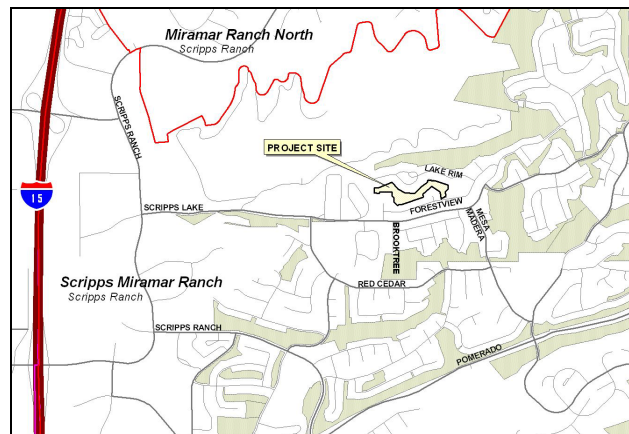 Miramar Ranch North
Scripps Ranch
SCRIPPS RANCH
PROJECT SITE
LAKE RIM
15
SCRIPPS LAKE
FORESTVIEW
MESA
MADERA
BROOKTREE
Scripps Miramar Ranch
Scripps Ranch
RED CEDAR
SCRIPPS RANCH
POMERADO